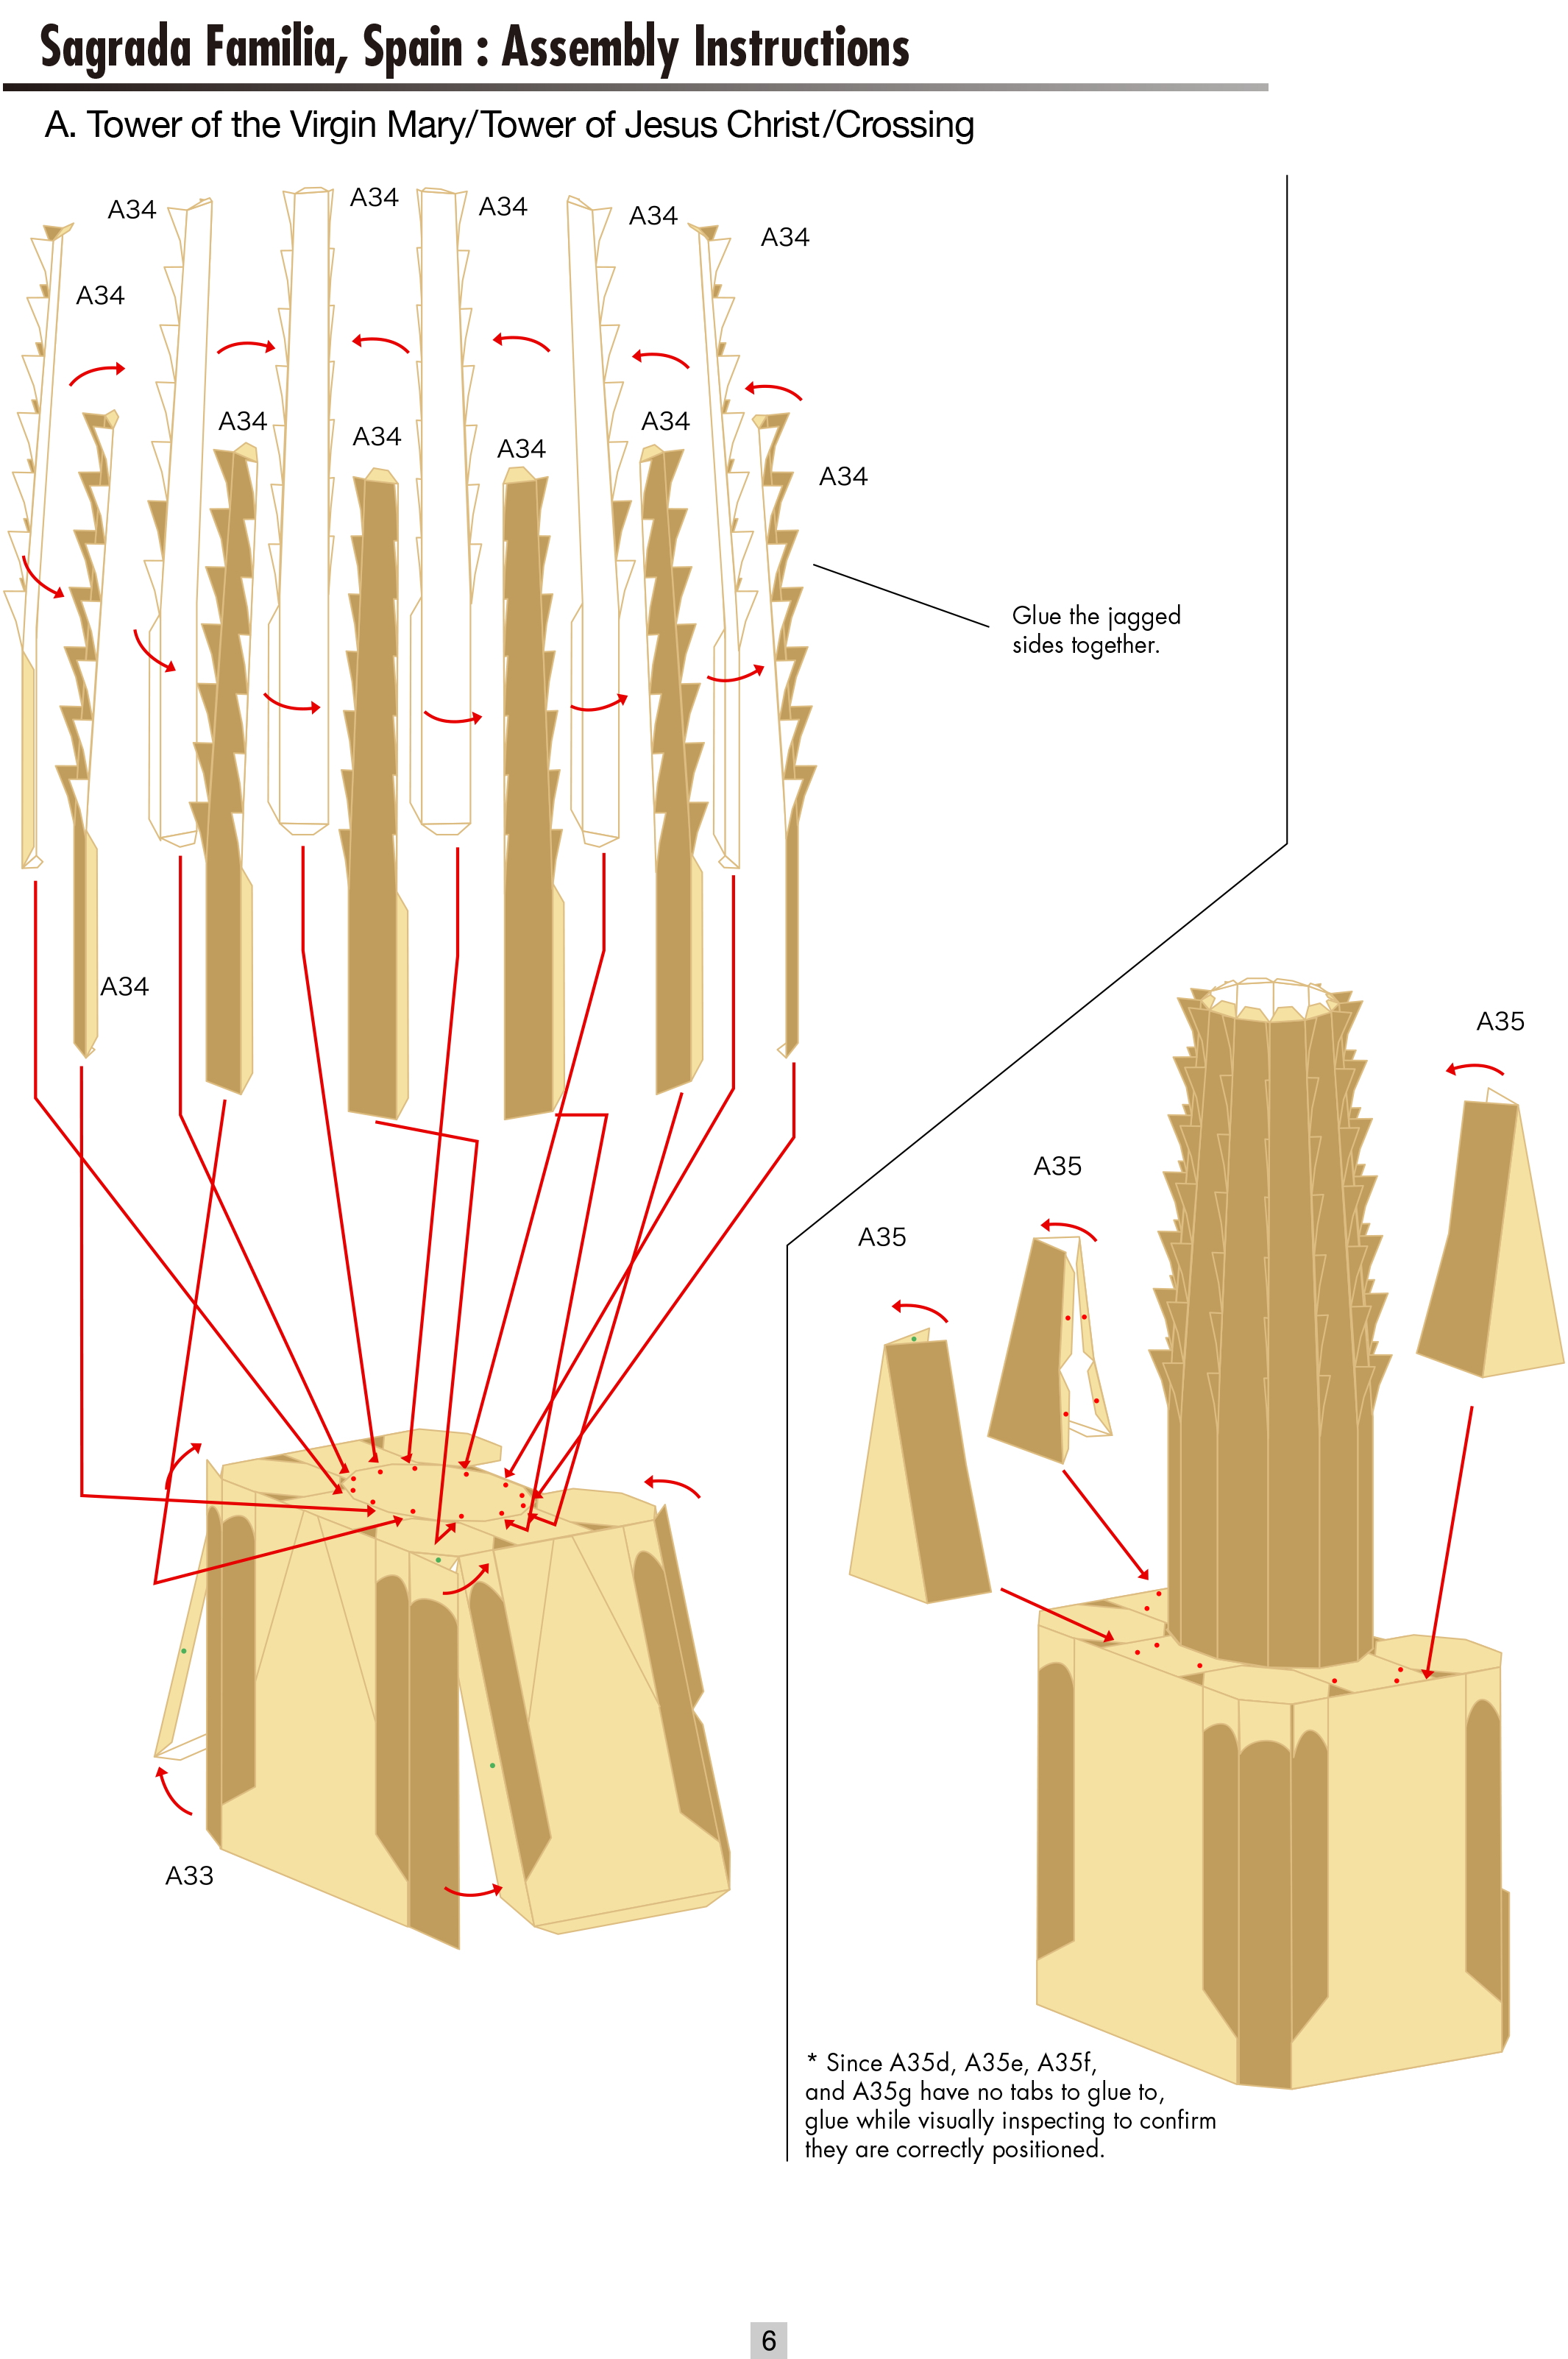 Sagrada Familia, Spain : Assembly Instructions
A. Tower of the Virgin Mary/Tower of Jesus Christ/Crossing
A34
A34
A34
A34
A34
A34
A34
A34
A34
A34
A34
A34
Glue the jagged
sides together.
A35
A35
A35
A33
* Since A35d, A35e, A35f,
and A35g have no tabs to glue to,
glue while visually inspecting to confirm
they are correctly positioned.
6